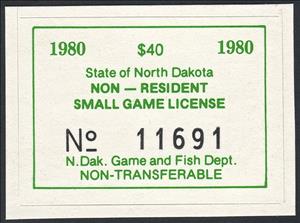 1980 $40 1980
State of North Dakota
NON — RESIDENT
SMALL GAME LICENSE
Nº 11691
N.Dak. Game and Fish Dept.
NON-TRANSFERABLE